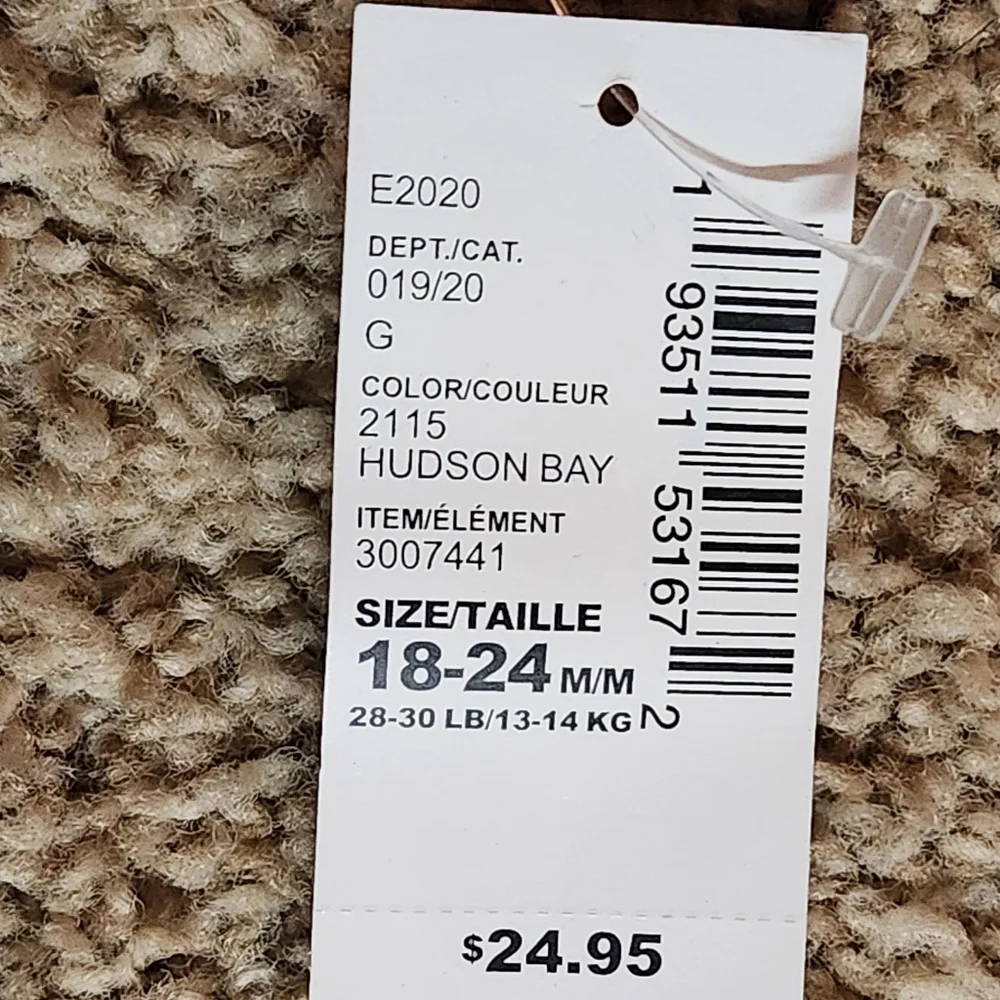 E2020
DEPT./CAT.
019/20
G
COLOR/COULEUR
2115
HUDSON BAY
ITEM/ÉLÉMENT
3007441
SIZE/TAILLE
18-24 M/M
28-30 LB/13-14 KG
1 93511 53167 2
$24.95